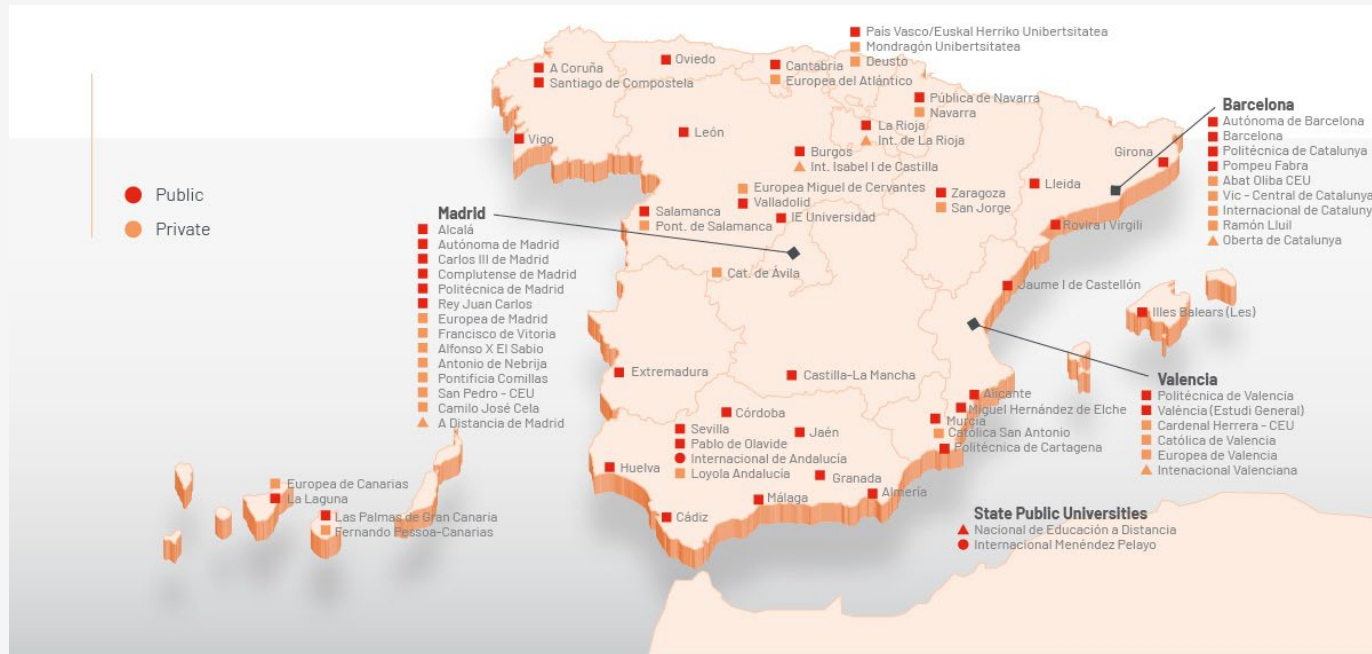 País Vasco/Euskal Herriko Unibertsitatea
Mondragón Unibertsitatea
Deusto
Oviedo
Cantabria
Europea del Atlántico
A Coruña
Santiago de Compostela
Pública de Navarra
Navarra
Vigo
León
La Rioja
Int. de La Rioja
Burgos
Int. Isabel I de Castilla
Girona
Barcelona
Autónoma de Barcelona
Barcelona
Politécnica de Catalunya
Pompeu Fabra
Abat Oliba CEU
Vic - Central de Catalunya
Internacional de Cataluny
Ramón Lluil
Oberta de Catalunya
Public
Private
Europea Miguel de Cervantes
Valladolid
IE Universidad
Zaragoza
San Jorge
Lleida
Rovira i Virgili
Salamanca
Pont. de Salamanca
Madrid
Alcalá
Autónoma de Madrid
Carlos III de Madrid
Complutense de Madrid
Politécnica de Madrid
Rey Juan Carlos
Europea de Madrid
Francisco de Vitoria
Alfonso X El Sabio
Antonio de Nebrija
Pontificia Comillas
San Pedro - CEU
Camilo José Cela
A Distancia de Madrid
Cat. de Ávila
Jaume I de Castellón
Illes Balears (Les)
Extremadura
Castilla-La Mancha
Valencia
Politécnica de Valencia
València (Estudi General)
Cardenal Herrera - CEU
Católica de Valencia
Europea de Valencia
Intenacional Valenciana
Alicante
Miguel Hernández de Elche
Murcia
Católica San Antonio
Politécnica de Cartagena
Córdoba
Sevilla
Pablo de Olavide
Internacional de Andalucía
Loyola Andalucía
Jaén
Huelva
Granada
Almería
Málaga
Cádiz
Europea de Canarias
La Laguna
Las Palmas de Gran Canaria
Fernando Pessoa-Canarias
State Public Universities
Nacional de Educación a Distancia
Internacional Menéndez Pelayo